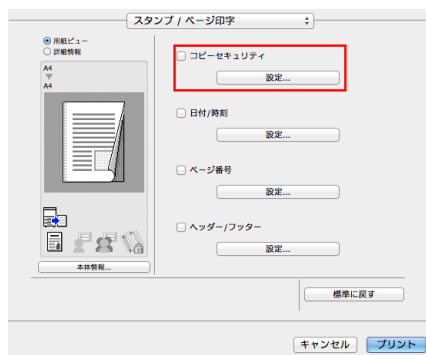 スタンプ / ページ印字
用紙ビュー
詳細情報
A4
A4
本体情報...
コピーセキュリティ
設定...
日付/時刻
設定...
ページ番号
設定...
ヘッダー/フッター
設定...
標準に戻す
キャンセル
プリント